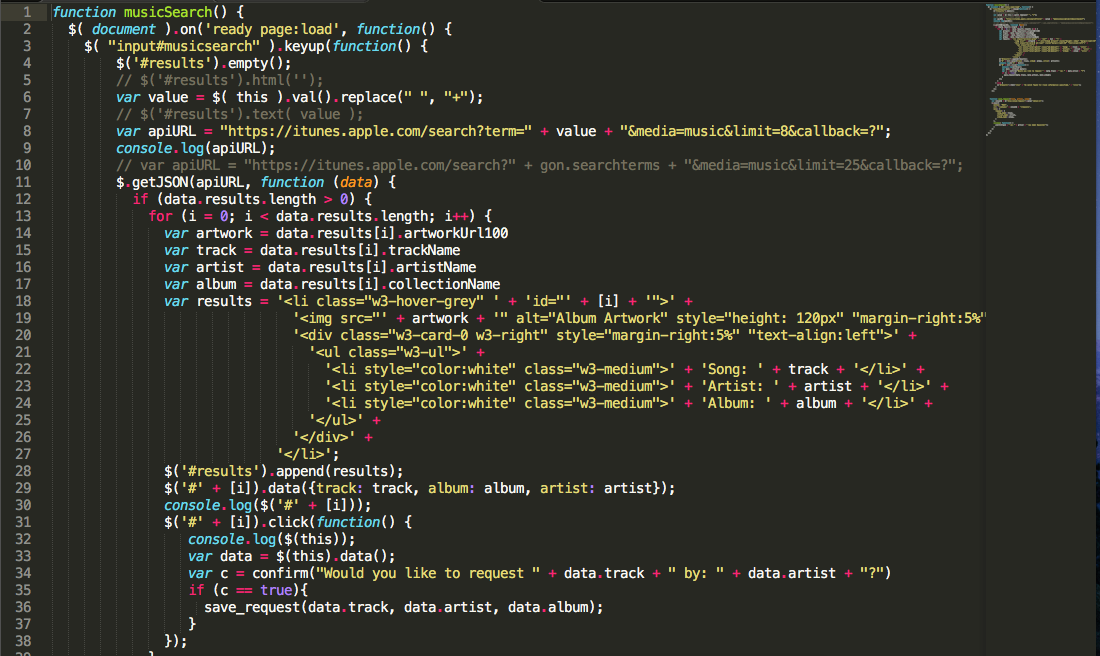 1 function musicSearch() {
2 $( document ).on('ready page:load', function() {
3 $( "input#musicsearch" ).keyup(function() {
4 $('#results').empty();
5 // $('#results').html('');
6 var value = $( this ).val().replace(" ", "+");
7 // $('#results').text( value );
8 var apiURL = "https://itunes.apple.com/search?term=" + value + "&media=music&limit=8&callback=?";
9 console.log(apiURL);
10 // var apiURL = "https://itunes.apple.com/search?" + gon.searchterms + "&media=music&limit=25&callback=?";
11 $.getJSON(apiURL, function (data) {
12 if (data.results.length > 0) {
13 for (i = 0; i < data.results.length; i++) {
14 var artwork = data.results[i].artworkUrl100
15 var track = data.results[i].trackName
16 var artist = data.results[i].artistName
17 var album = data.results[i].collectionName
18 var results = '<li class="w3-hover-grey" ' + 'id="' + [i] + '">' +
19 '<img src="' + artwork + '" alt="Album Artwork" style="height: 120px" "margin-right:5%"
20 '<div class="w3-card-0 w3-right" style="margin-right:5%" "text-align:left">' +
21 '<ul class="w3-ul">' +
22 '<li style="color:white" class="w3-medium">' + 'Song: ' + track + '</li>' +
23 '<li style="color:white" class="w3-medium">' + 'Artist: ' + artist + '</li>' +
24 '<li style="color:white" class="w3-medium">' + 'Album: ' + album + '</li>' +
25 '</ul>' +
26 '</div>' +
27 '</li>';
28 $('#results').append(results);
29 $('#' + [i]).data({track: track, album: album, artist: artist});
30 console.log($('#' + [i]));
31 $('#' + [i]).click(function() {
32 console.log($(this));
33 var data = $(this).data();
34 var c = confirm("Would you like to request " + data.track + " by: " + data.artist + "?")
35 if (c == true){
36 save_request(data.track, data.artist, data.album);
37 }
38 });